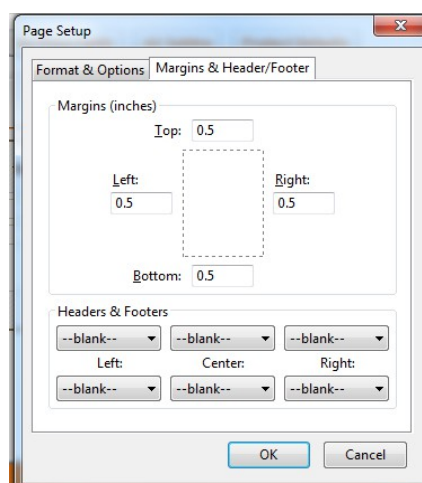 Page Setup
Format & Options Margins & Header/Footer
Margins (inches)
Top: 0.5
Left: Right:
0.5 0.5
Bottom: 0.5
Headers & Footers
--blank-- --blank-- --blank--
Left: Center: Right:
--blank-- --blank-- --blank--
OK Cancel